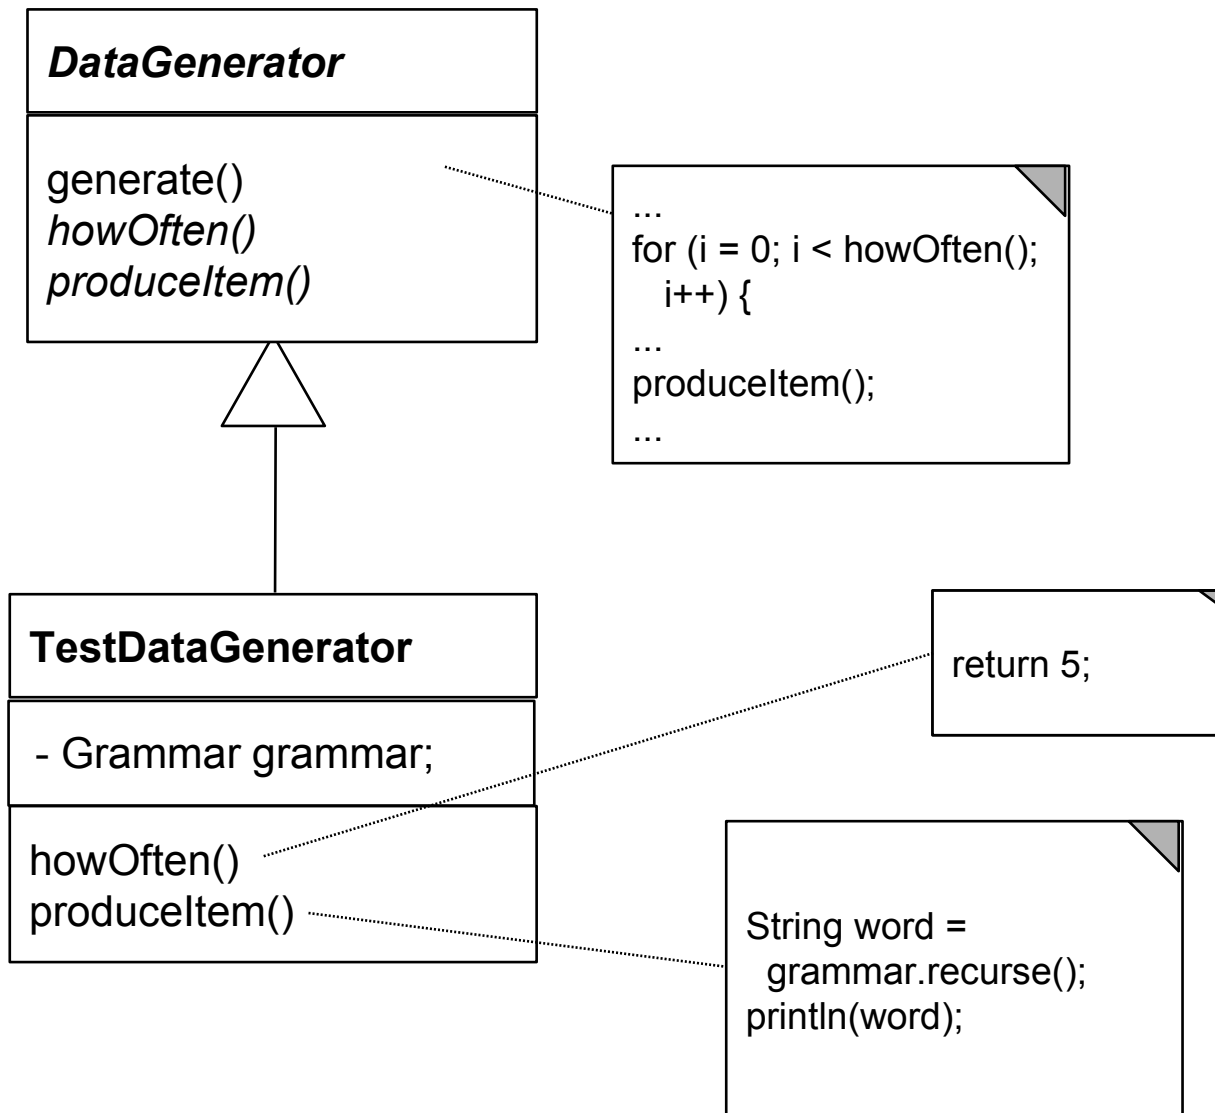 DataGenerator
generate()
howOften()
produceItem()
...
for (i = 0; i < howOften();
i++) {
...
produceItem();
...
TestDataGenerator
- Grammar grammar;
howOften()
produceItem()
return 5;
String word =
grammar.recurse();
println(word);